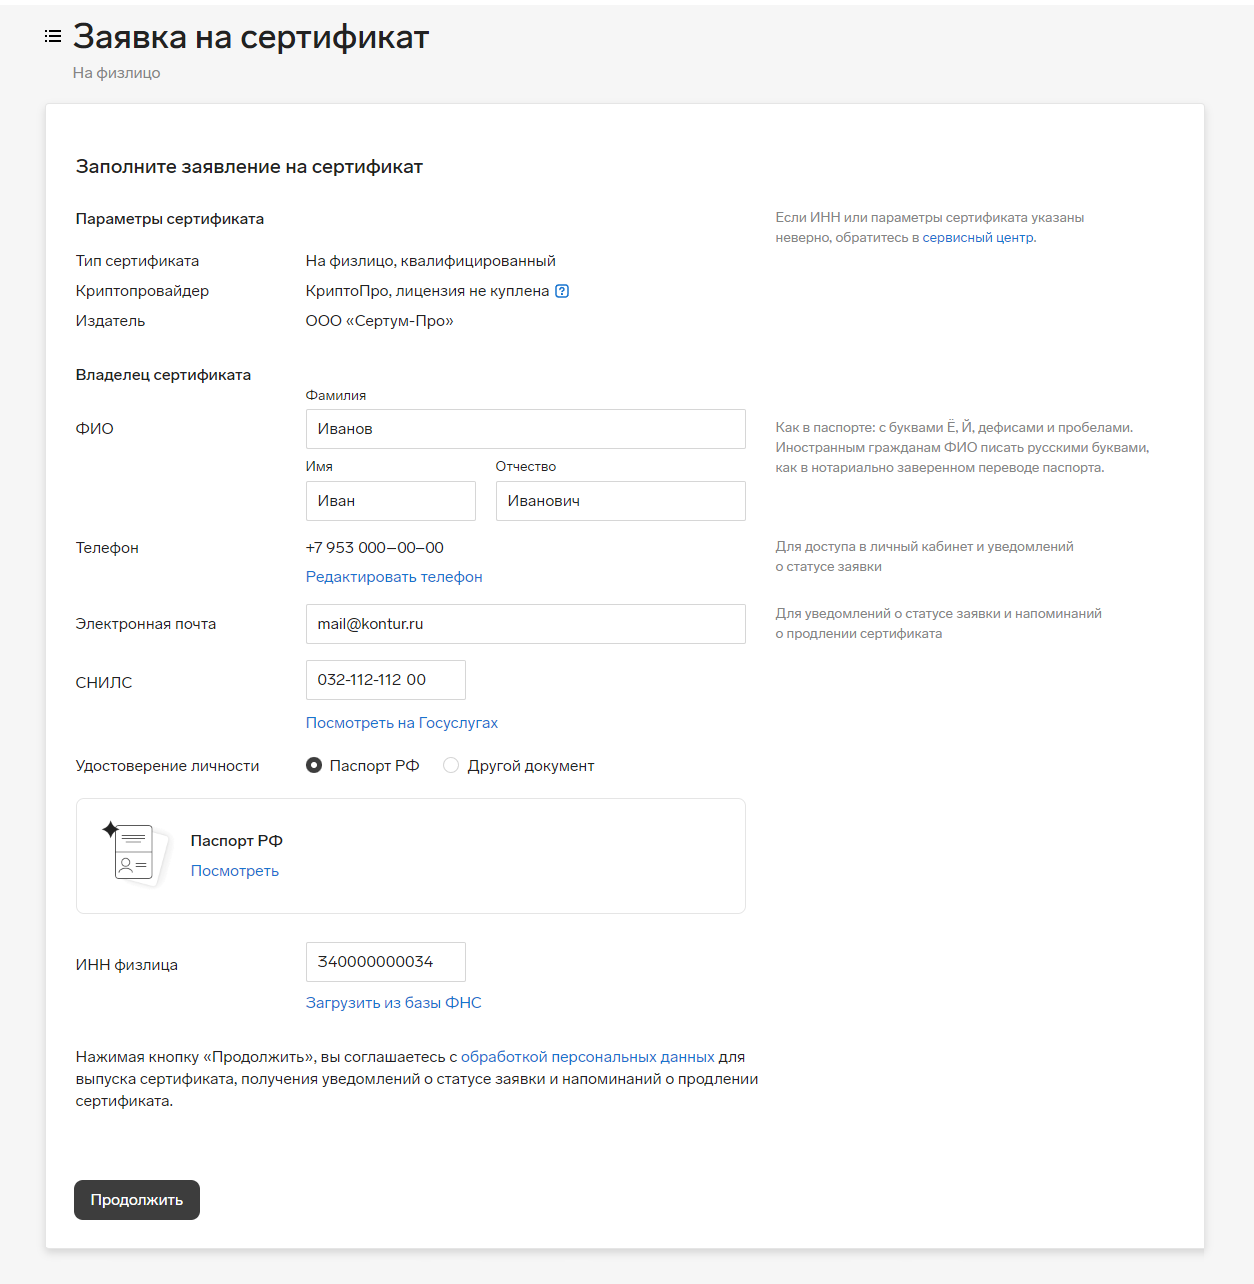 Заявка на сертификат
На физлицо
Заполните заявление на сертификат
Параметры сертификата
Если ИНН или параметры сертификата указаны
неверно, обратитесь в сервисный центр.
Тип сертификата На физлицо, квалифицированный
Криптопровайдер КриптоПро, лицензия не куплена ?
Издатель ООО «Сертум-Про»
Владелец сертификата
Фамилия
ФИО Иванов
Как в паспорте: с буквами Ё, Й, дефисами и пробелами.
Иностранным гражданам ФИО писать русскими буквами,
как в нотариально заверенном переводе паспорта.
Имя Отчество
Иван Иванович
Телефон +7 953 000–00–00
Для доступа в личный кабинет и уведомлений
о статусе заявки
Редактировать телефон
Электронная почта mail@kontur.ru
Для уведомлений о статусе заявки и напоминаний
о продлении сертификата
СНИЛС 032-112-112 00
Посмотреть на Госуслугах
Удостоверение личности Паспорт РФ Другой документ
Паспорт РФ
Посмотреть
ИНН физлица 340000000034
Загрузить из базы ФНС
Нажимая кнопку «Продолжить», вы соглашаетесь с обработкой персональных данных для
выпуска сертификата, получения уведомлений о статусе заявки и напоминаний о продлении
сертификата.
Продолжить